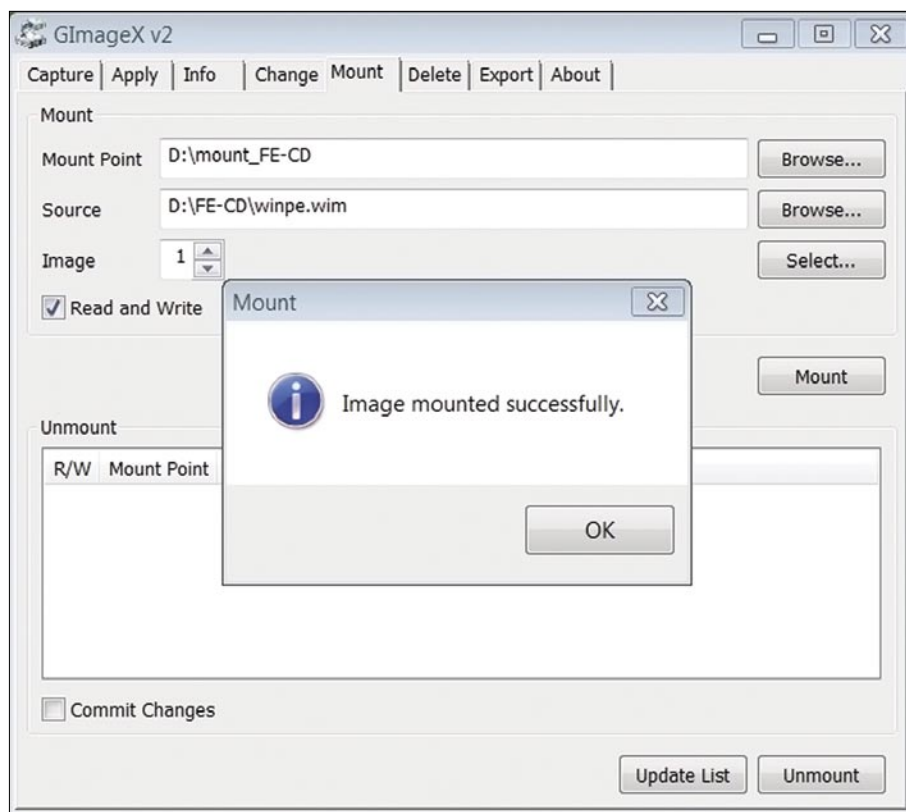 GImageX v2
Capture Apply Info Change Mount Delete Export About
Mount
Mount Point D:\mount_FE-CD Browse...
Source D:\FE-CD\winpe.wim Browse...
Image 1 Select...
Read and Write
Mount
Image mounted successfully.
OK
Mount
Unmount
R/W Mount Point
Commit Changes
Update List Unmount